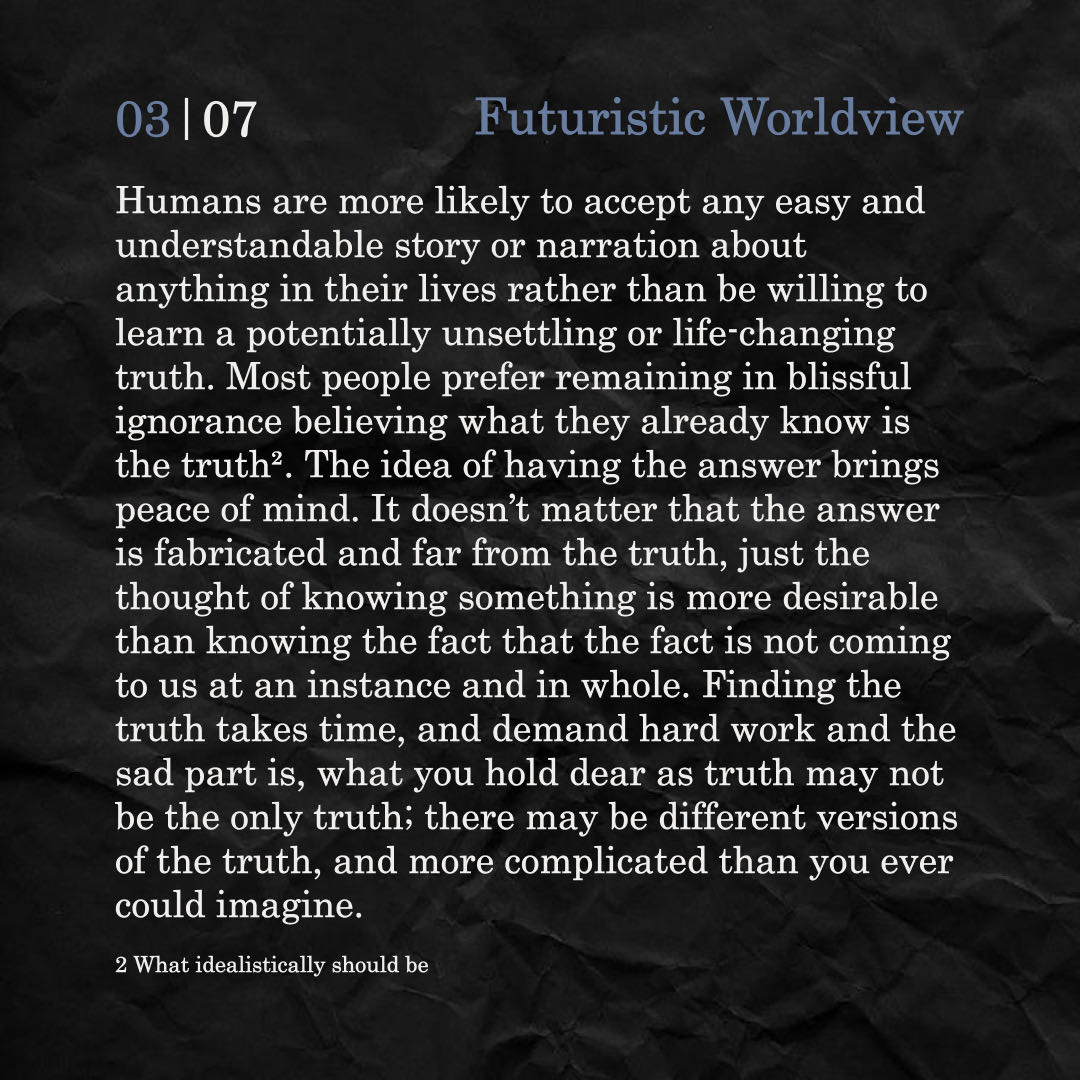 03|07
Futuristic Worldview
Humans are more likely to accept any easy and
understandable story or narration about
anything in their lives rather than be willing to
learn a potentially unsettling or life-changing
truth. Most people prefer remaining in blissful
ignorance believing what they already know is
the truth². The idea of having the answer brings
peace of mind. It doesn’t matter that the answer
is fabricated and far from the truth, just the
thought of knowing something is more desirable
than knowing the fact that the fact is not coming
to us at an instance and in whole. Finding the
truth takes time, and demand hard work and the
sad part is, what you hold dear as truth may not
be the only truth; there may be different versions
of the truth, and more complicated than you ever
could imagine.
2 What idealistically should be